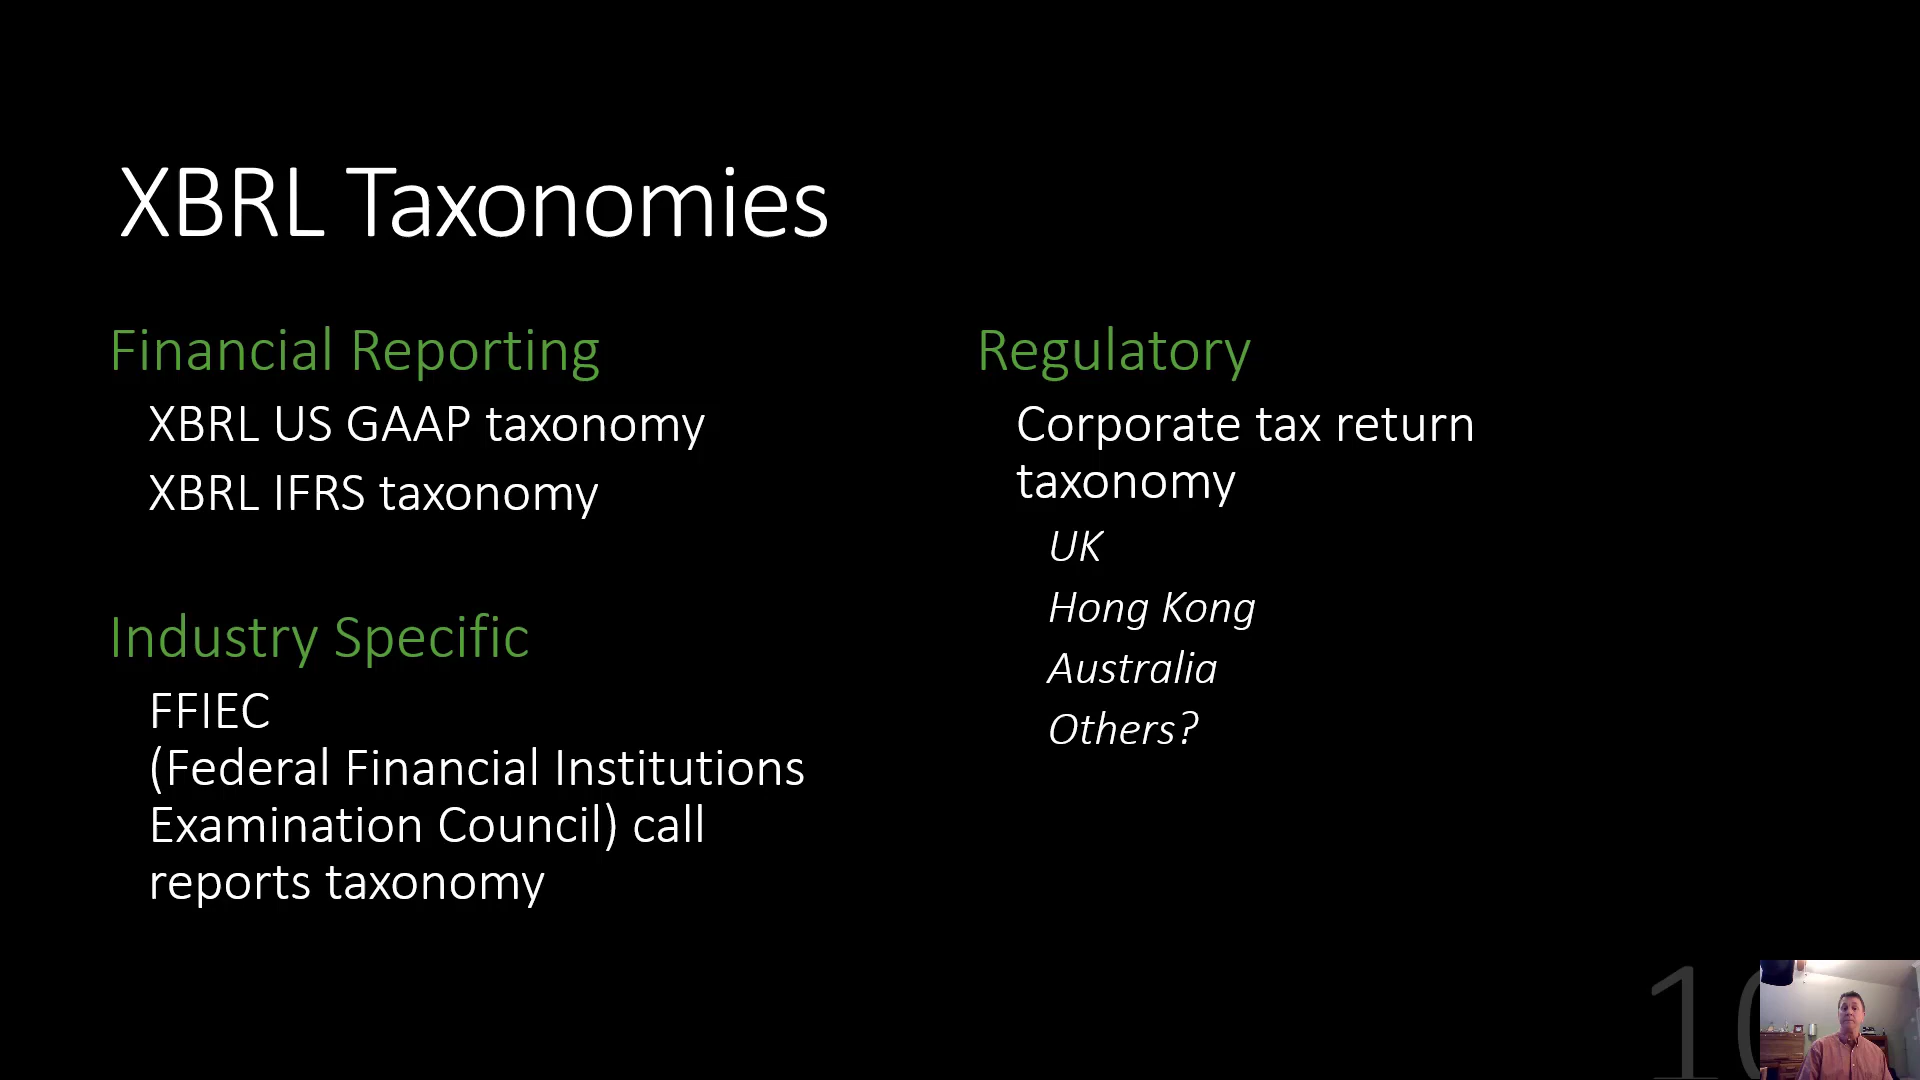 XBRL Taxonomies
Financial Reporting
XBRL US GAAP taxonomy
XBRL IFRS taxonomy
Industry Specific
FFIEC
(Federal Financial Institutions
Examination Council) call
reports taxonomy
Regulatory
Corporate tax return
taxonomy
UK
Hong Kong
Australia
Others?